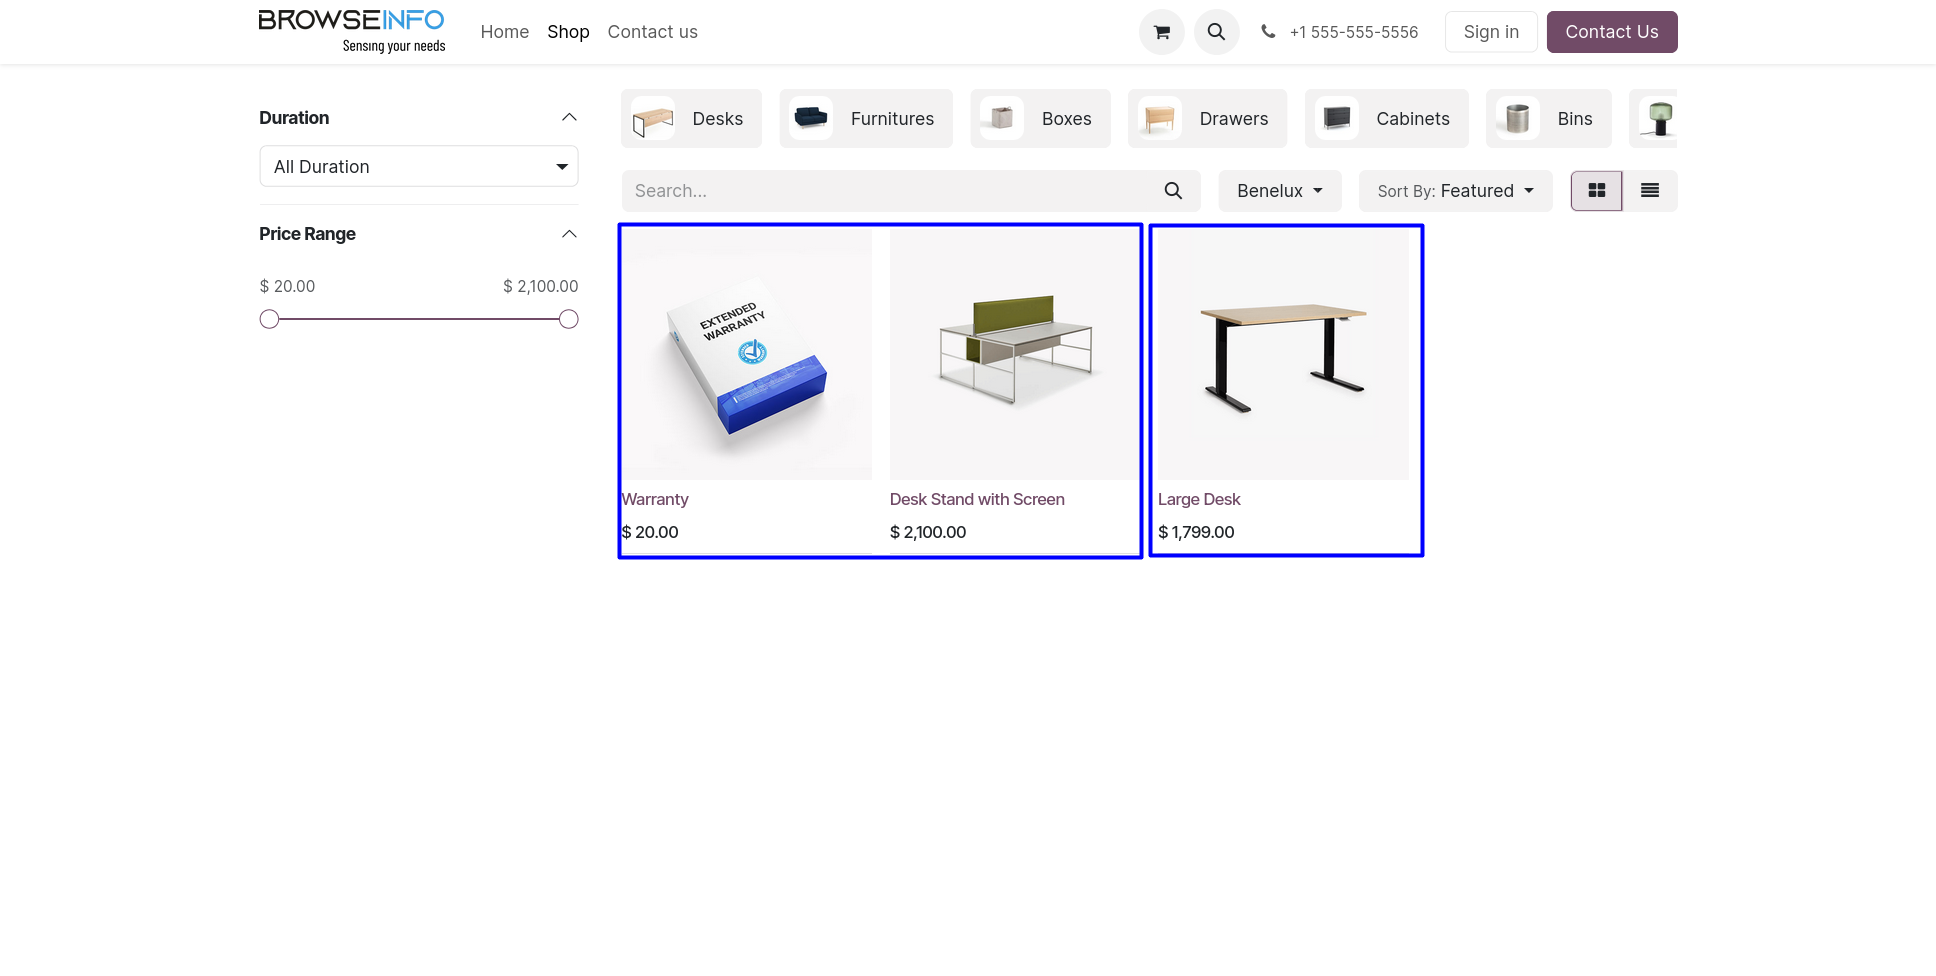 BROWSEINFO
Sensing your needs
Home
Shop
Contact us
+1 555-555-5556
Sign in
Contact Us
Duration
All Duration
Price Range
$ 20.00
$ 2,100.00
Desks
Furnitures
Boxes
Drawers
Cabinets
Bins
Search...
Benelux
Sort By: Featured
EXTENDED
WARRANTY
Warranty
$ 20.00
Desk Stand with Screen
$ 2,100.00
Large Desk
$ 1,799.00